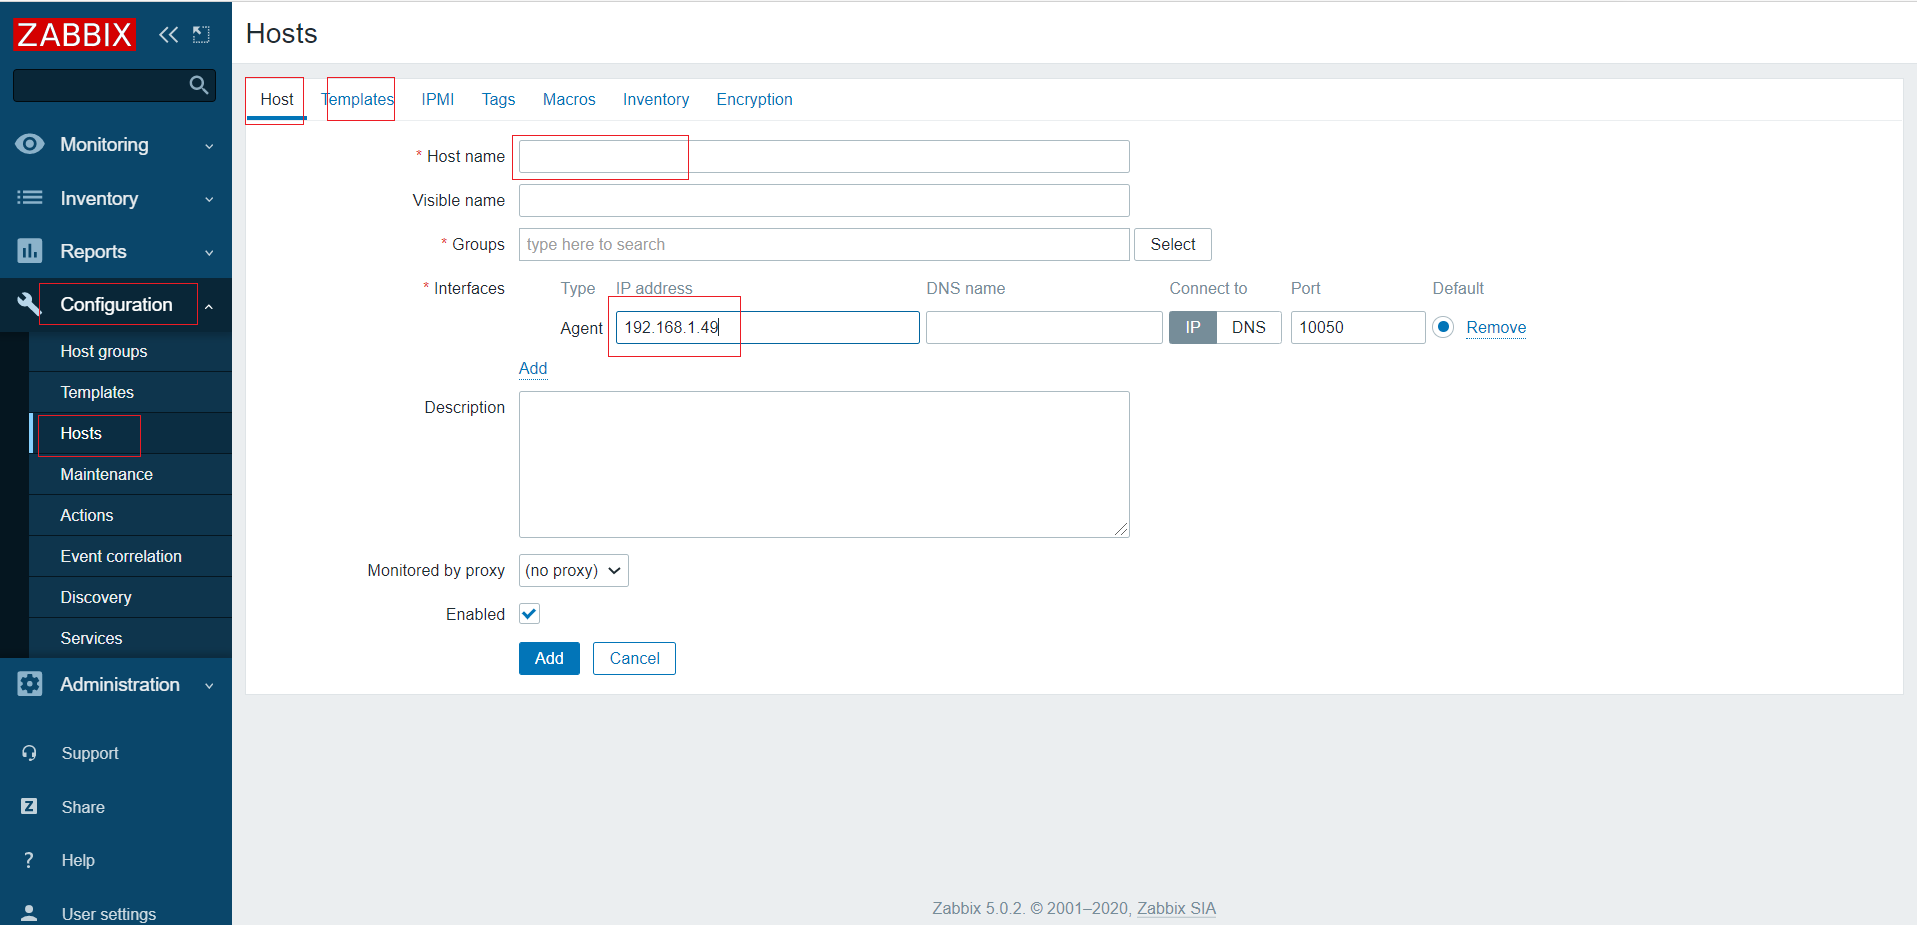 ZABBIX
Monitoring
Inventory
Reports
Configuration
Host groups
Templates
Hosts
Maintenance
Actions
Event correlation
Discovery
Services
Administration
Support
Z Share
? Help
User settings
Hosts
Host Templates IPMI Tags Macros Inventory Encryption
* Host name
Visible name
* Groups type here to search Select
* Interfaces Type IP address DNS name Connect to Port Default
Agent 192.168.1.49 IP DNS 10050 Remove
Add
Description
Monitored by proxy (no proxy)
Enabled
Add Cancel
Zabbix 5.0.2. © 2001–2020, Zabbix SIA